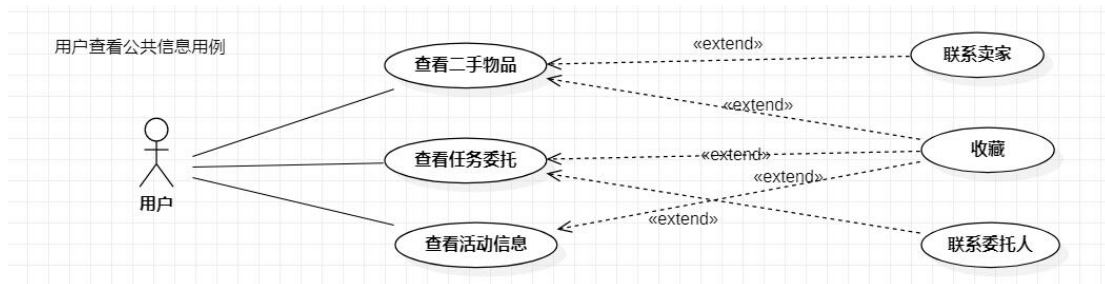 用户查看公共信息用例
«extend»
联系卖家
查看二手物品
«extend»
«extend»
收藏
查看任务委托
«extend»
用户
«extend»
查看活动信息
联系委托人